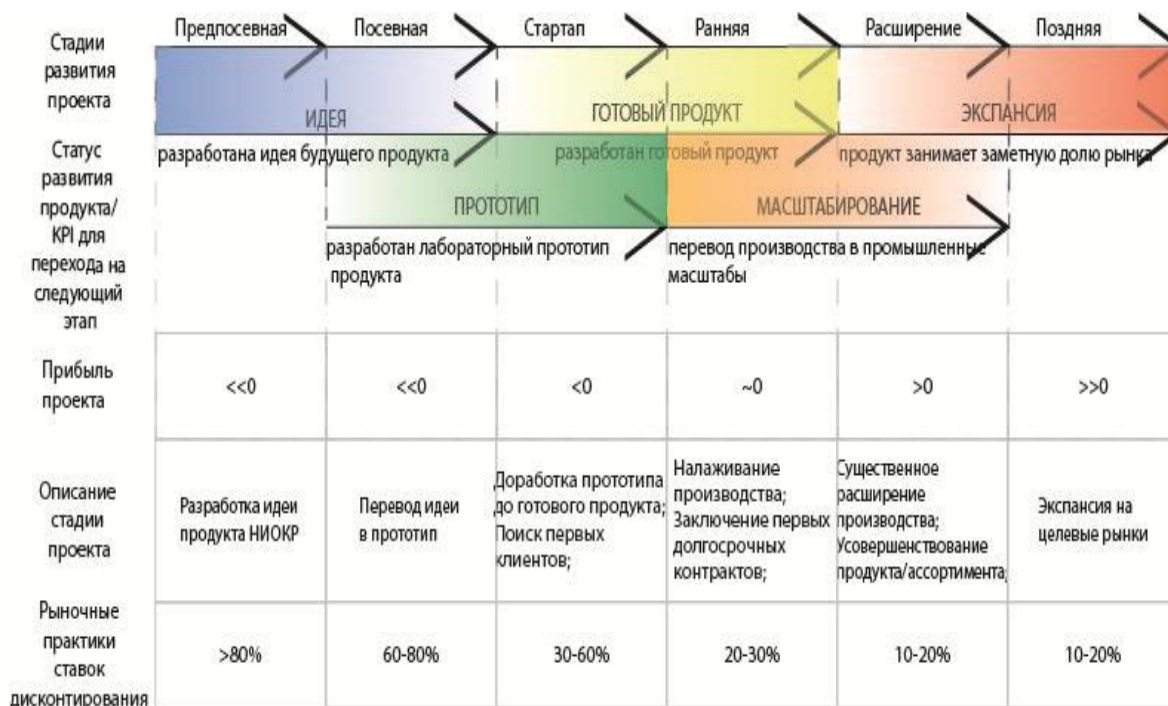 Стадии
развития
проекта
Предпосевная
Посевная
Стартап
Ранняя
Расширение
Поздняя
ИДЕЯ
ГОТОВЫЙ ПРОДУКТ
ЭКСПАНСИЯ
Статус
развития
продукта/
KPI для
перехода на
следующий
этап
разработана идея будущего продукта
разработан готовый продукт
продукт занимает заметную долю рынка
ПРОТОТИП
МАСШТАБИРОВАНИЕ
разработан лабораторный прототип
продукта
перевод производства в промышленные
масштабы
Прибыль
проекта
<<0
<<0
<0
~0
>0
>>0
Описание
стадии
проекта
Разработка идеи
продукта НИОКР
Перевод идеи
в прототип
Доработка прототипа
до готового продукта;
Поиск первых
клиентов;
Налаживание
производства;
Заключение первых
долгосрочных
контрактов;
Существенное
расширение
производства;
Усовершенствование
продукта/ассортимента;
Экспансия на
целевые рынки
Рыночные
практики
ставок
дисконтирования
>80%
60-80%
30-60%
20-30%
10-20%
10-20%